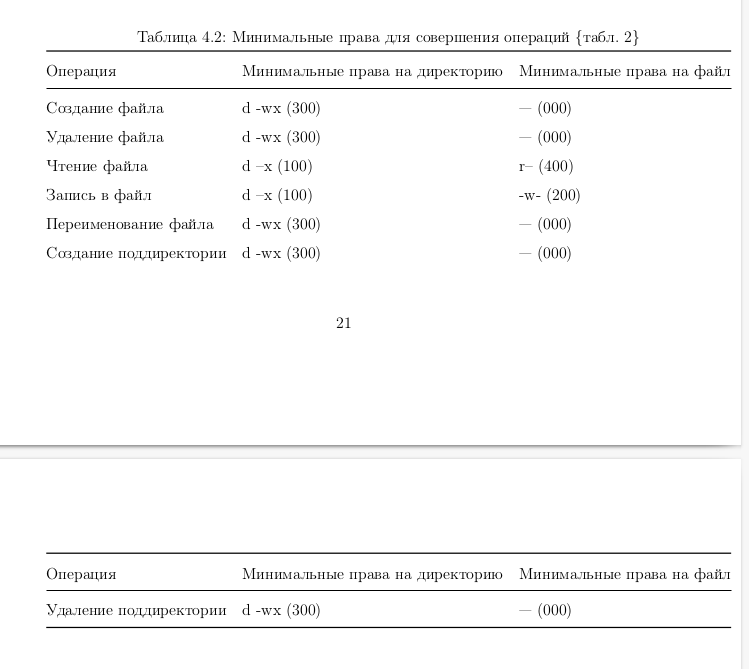 Таблица 4.2: Минимальные права для совершения операций {табл. 2}
Операция Минимальные права на директорию Минимальные права на файл
Создание файла d -wx (300) — (000)
Удаление файла d -wx (300) — (000)
Чтение файла d –x (100) r– (400)
Запись в файл d –x (100) -w- (200)
Переименование файла d -wx (300) — (000)
Создание поддиректории d -wx (300) — (000)
21
Операция Минимальные права на директорию Минимальные права на файл
Удаление поддиректории d -wx (300) — (000)